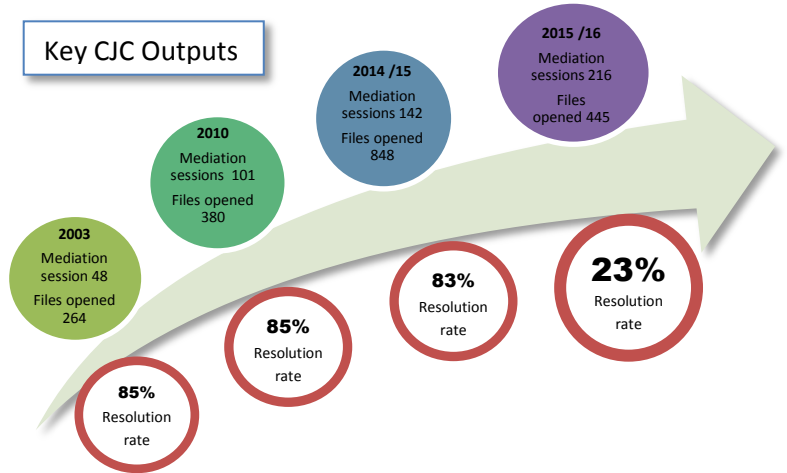 Key CJC Outputs
2003
Mediation
session 48
Files opened
264
2010
Mediation
sessions 101
Files opened
380
2014 /15
Mediation
sessions 142
Files opened
848
2015 /16
Mediation
sessions 216
Files
opened 445
85%
Resolution
rate
85%
Resolution
rate
83%
Resolution
rate
23%
Resolution
rate